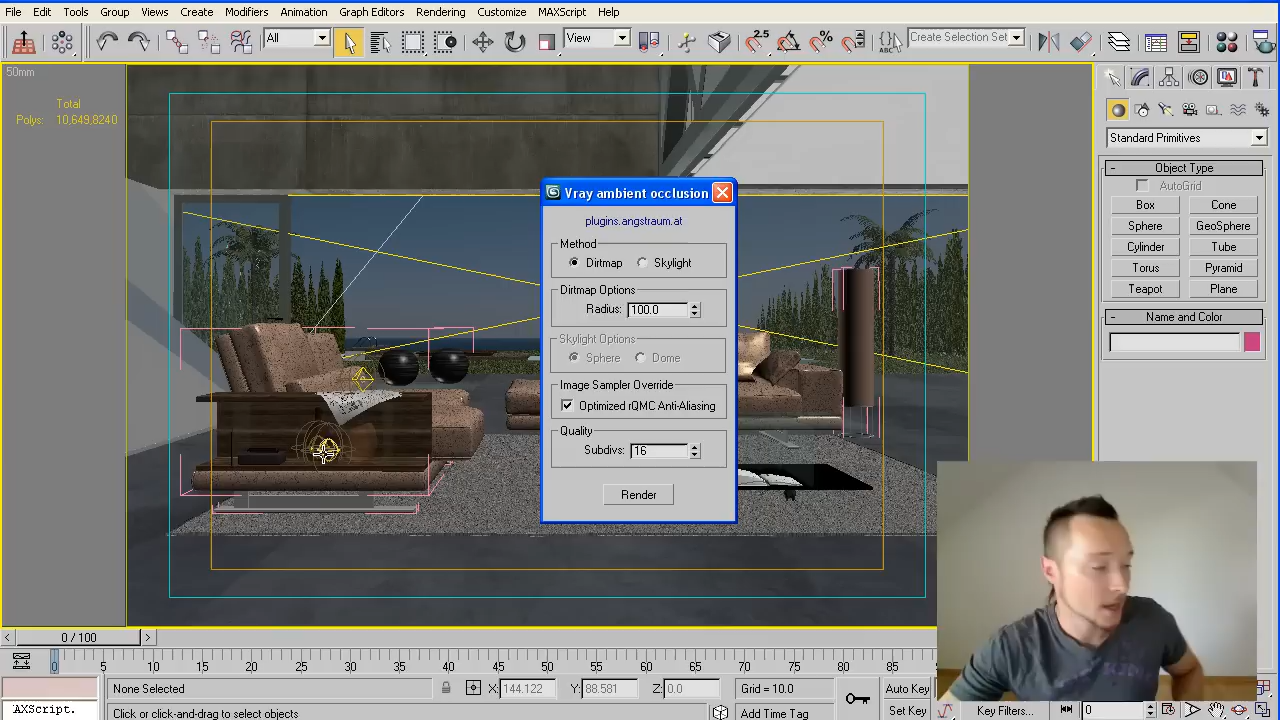 File Edit Tools Group Views Create Modifiers Animation Graph Editors Rendering Customize MAXScript Help
All View 2.5 % ABC Create Selection Set
50mm
Total
Polys: 10,649,8240
Standard Primitives
Object Type
AutoGrid
Box Cone
Sphere GeoSphere
Cylinder Tube
Torus Pyramid
Teapot Plane
Name and Color
Vray ambient occlusion
plugins.angstraum.at
Method
Dirtmap Skylight
Dirtmap Options
Radius: 100.0
Skylight Options
Sphere Dome
Image Sampler Override
Optimized rQMC Anti-Aliasing
Quality
Subdivs: 16
Render
0 / 100
0 5 10 15 20 25 30 35 40 45 50 55 60 65 70 75 80 85
None Selected X: 144.122 Y: 88.581 Z: 0.0 Grid = 10.0 Auto Key
AXScript. Click or click-and-drag to select objects Add Time Tag Set Key Key Filters... 0